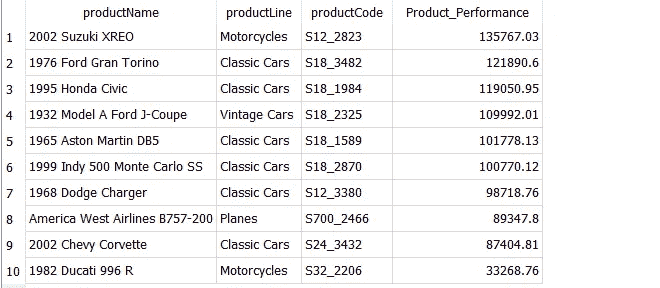 productName productLine productCode Product_Performance
1 2002 Suzuki XREO Motorcycles S12_2823 135767.03
2 1976 Ford Gran Torino Classic Cars S18_3482 121890.6
3 1995 Honda Civic Classic Cars S18_1984 119050.95
4 1932 Model A Ford J-Coupe Vintage Cars S18_2325 109992.01
5 1965 Aston Martin DB5 Classic Cars S18_1589 101778.13
6 1999 Indy 500 Monte Carlo SS Classic Cars S18_2870 100770.12
7 1968 Dodge Charger Classic Cars S12_3380 98718.76
8 America West Airlines B757-200 Planes S700_2466 89347.8
9 2002 Chevy Corvette Classic Cars S24_3432 87404.81
10 1982 Ducati 996 R Motorcycles S32_2206 33268.76